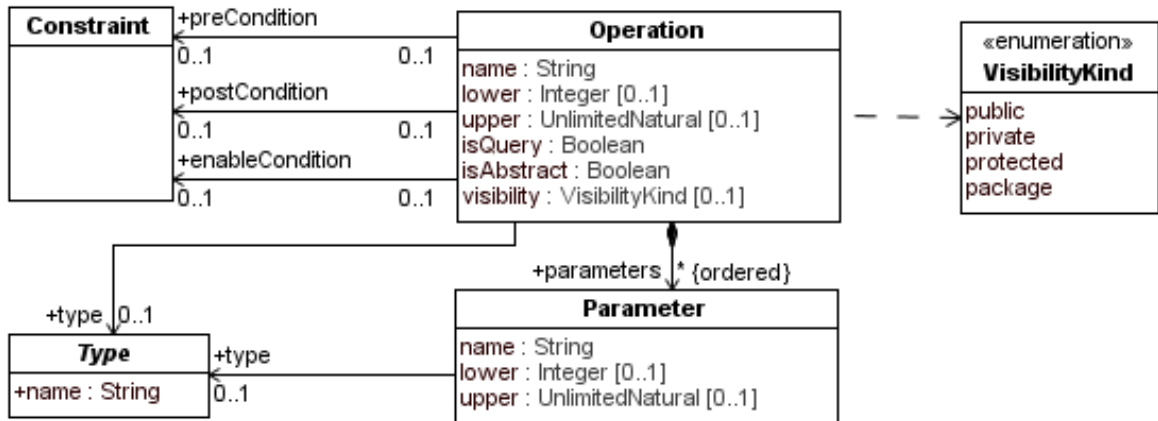 Constraint
+preCondition
0..1
0..1
+postCondition
0..1
0..1
+enableCondition
0..1
0..1
Operation
name : String
lower : Integer [0..1]
upper : UnlimitedNatural [0..1]
isQuery : Boolean
isAbstract : Boolean
visibility : VisibilityKind [0..1]
«enumeration»
VisibilityKind
public
private
protected
package
+parameters * {ordered}
+type 0..1
Type
+name : String
+type
0..1
Parameter
name : String
lower : Integer [0..1]
upper : UnlimitedNatural [0..1]